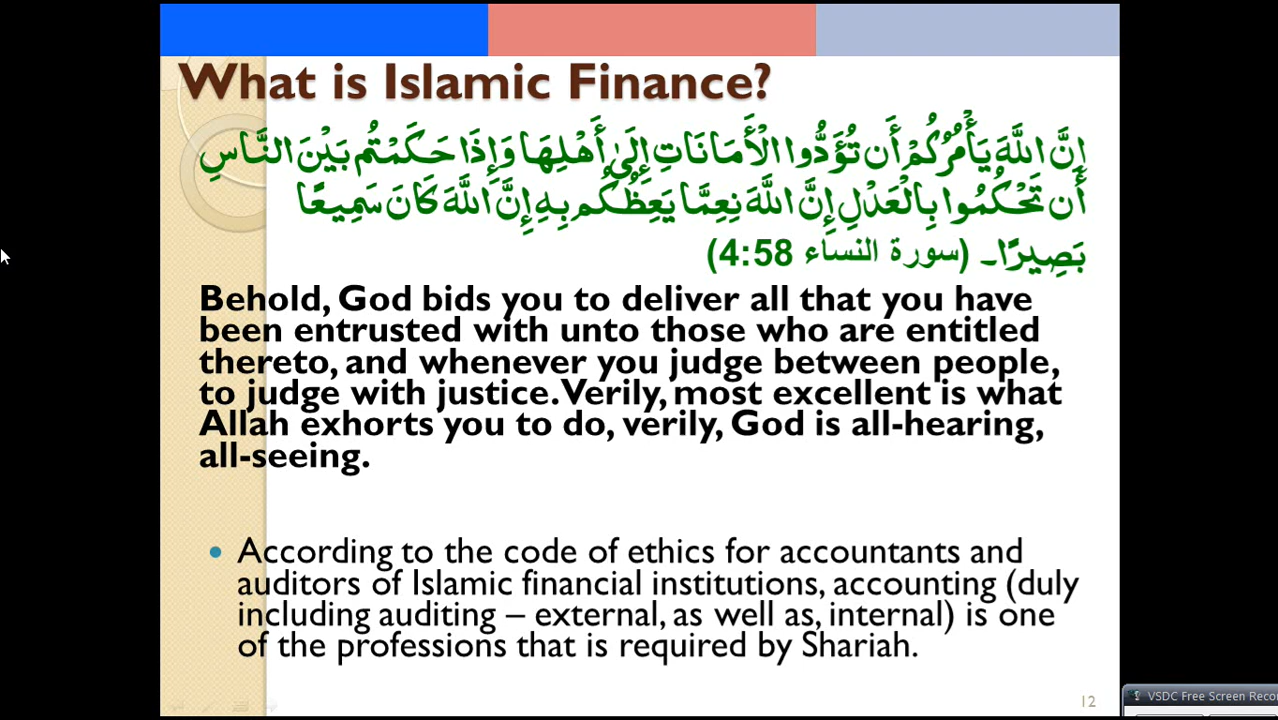 What is Islamic Finance?
إِنَّ اللَّهَ يَأْمُرُكُمْ أَن تُؤَدُّوا الْأَمَانَاتِ إِلَىٰ أَهْلِهَا وَإِذَا حَكَمْتُم بَيْنَ النَّاسِ
أَن تَحْكُمُوا بِالْعَدْلِ إِنَّ اللَّهَ نِعِمَّا يَعِظُكُم بِهِ إِنَّ اللَّهَ كَانَ سَمِيعًا
بَصِيرًا۔ (سورة النساء 4:58)
Behold, God bids you to deliver all that you have
been entrusted with unto those who are entitled
thereto, and whenever you judge between people,
to judge with justice. Verily, most excellent is what
Allah exhorts you to do, verily, God is all-hearing,
all-seeing.
• According to the code of ethics for accountants and
auditors of Islamic financial institutions, accounting (duly
including auditing – external, as well as, internal) is one
of the professions that is required by Shariah.
12
VSDC Free Screen Reco